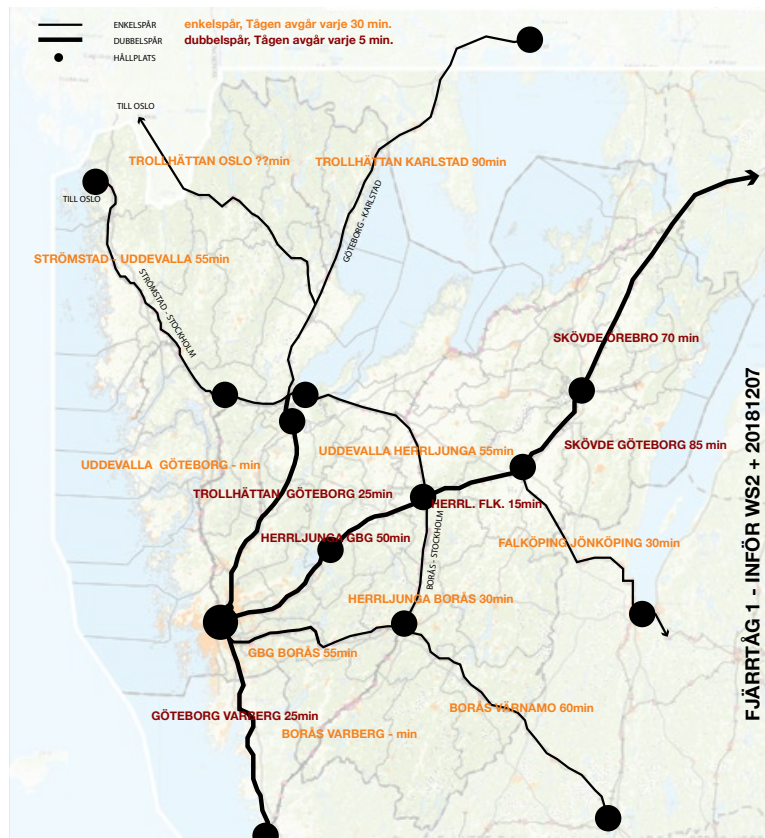 ENKELSPÅR enkelspår, Tågen avgår varje 30 min.
DUBBELSPÅR dubbelspår, Tågen avgår varje 5 min.
HÅLLPLATS
TILL OSLO
TROLLHÄTTAN OSLO ??min
TROLLHÄTTAN KARLSTAD 90min
TILL OSLO
GÖTEBORG - KARLSTAD
STRÖMSTAD - UDDEVALLA 55min
STRÖMSTAD - STOCKHOLM
SKÖVDE ÖREBRO 70 min
SKÖVDE GÖTEBORG 85 min
UDDEVALLA HERRLJUNGA 55min
UDDEVALLA GÖTEBORG - min
TROLLHÄTTAN GÖTEBORG 25min
HERRL. FLK. 15min
HERRLJUNGA GBG 50min
FALKÖPING JÖNKÖPING 30min
BORÅS - STOCKHOLM
HERRLJUNGA BORÅS 30min
GBG BORÅS 55min
BORÅS VÄRNAMO 60min
GÖTEBORG VARBERG 25min
BORÅS VARBERG - min
FJÄRRTÅG 1 - INFÖR WS2 + 20181207